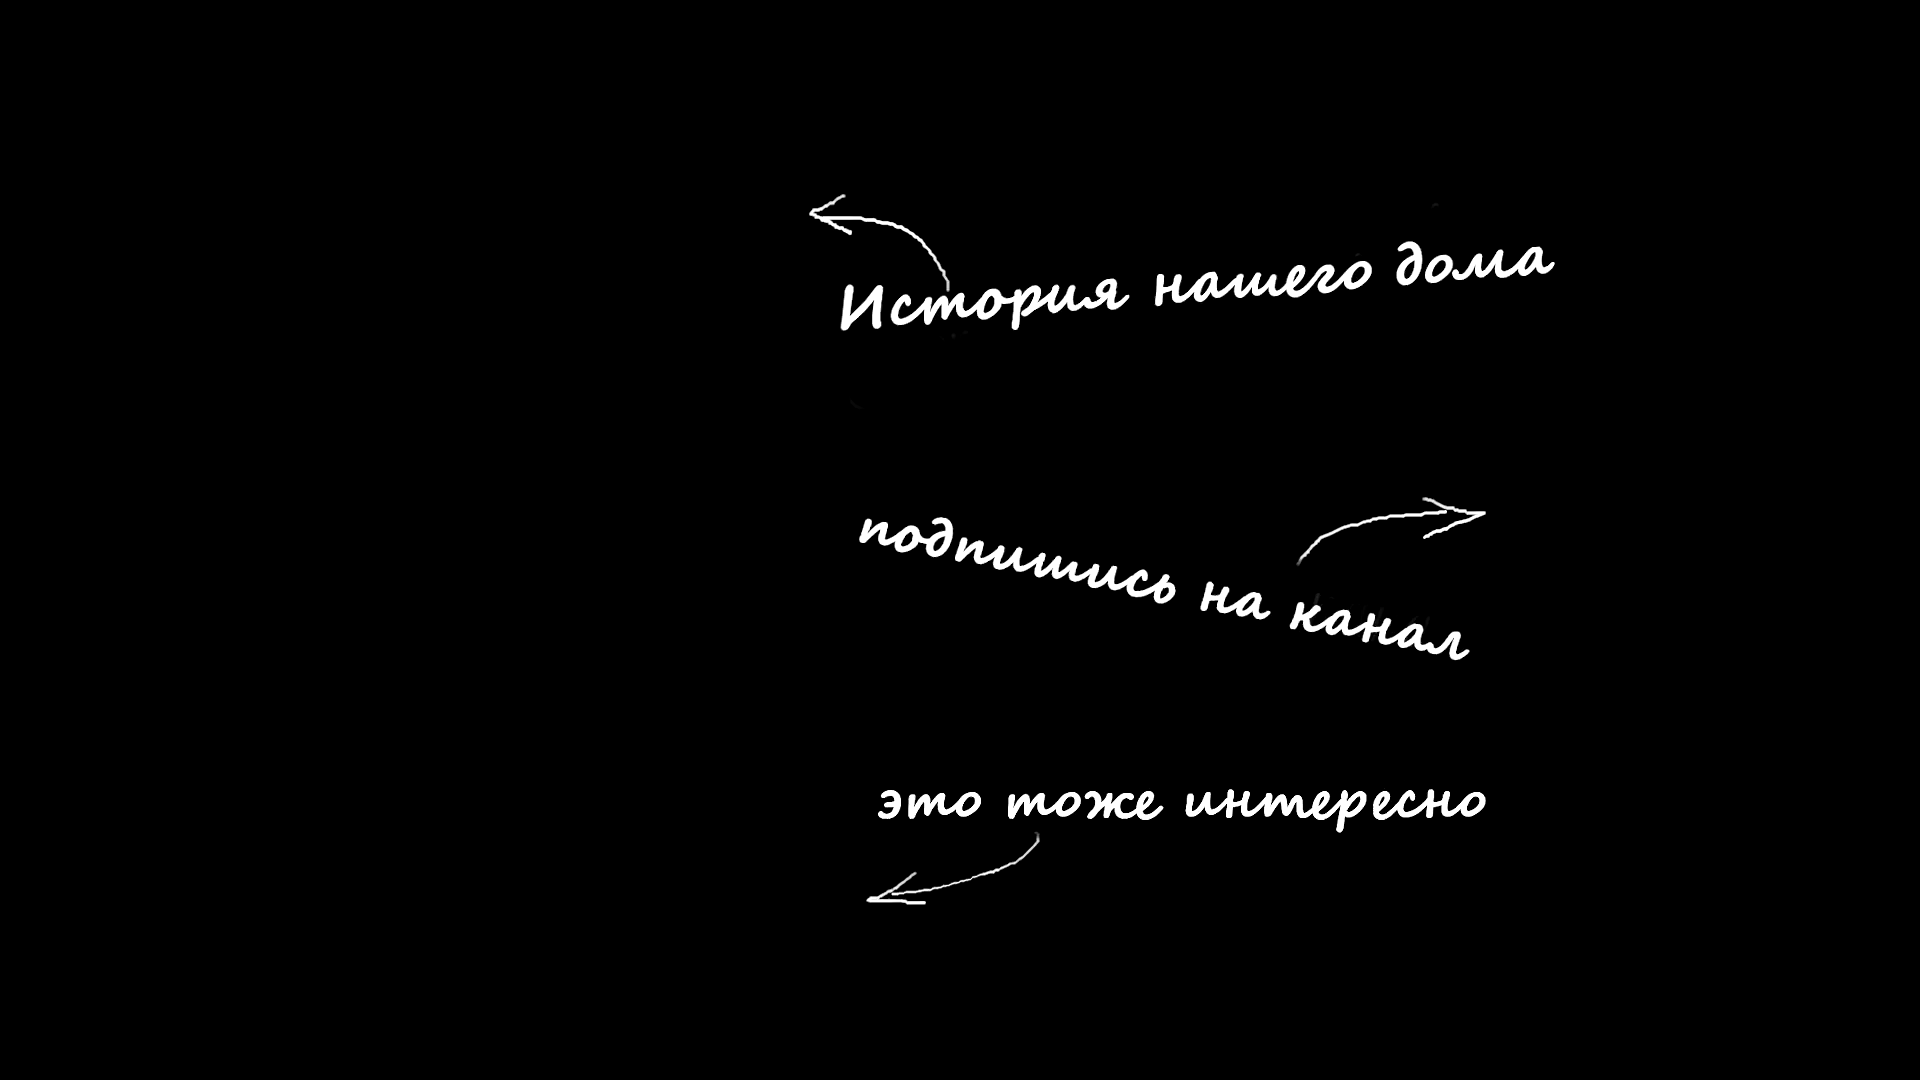 История нашего дома
подпишись на канал
это тоже интересно